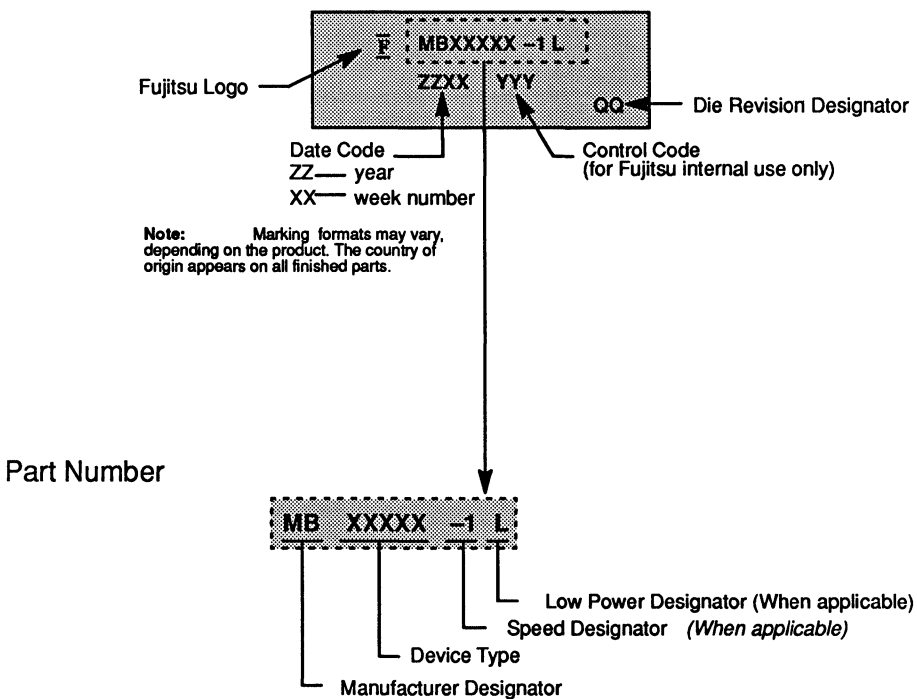 F MBXXXXX –1 L
Fujitsu Logo
ZZXX YYY
QQ
Die Revision Designator
Date Code
ZZ year
XX week number
Control Code
(for Fujitsu internal use only)
Note: Marking formats may vary,
depending on the product. The country of
origin appears on all finished parts.
Part Number
MB XXXXX –1 L
Low Power Designator (When applicable)
Speed Designator (When applicable)
Device Type
Manufacturer Designator